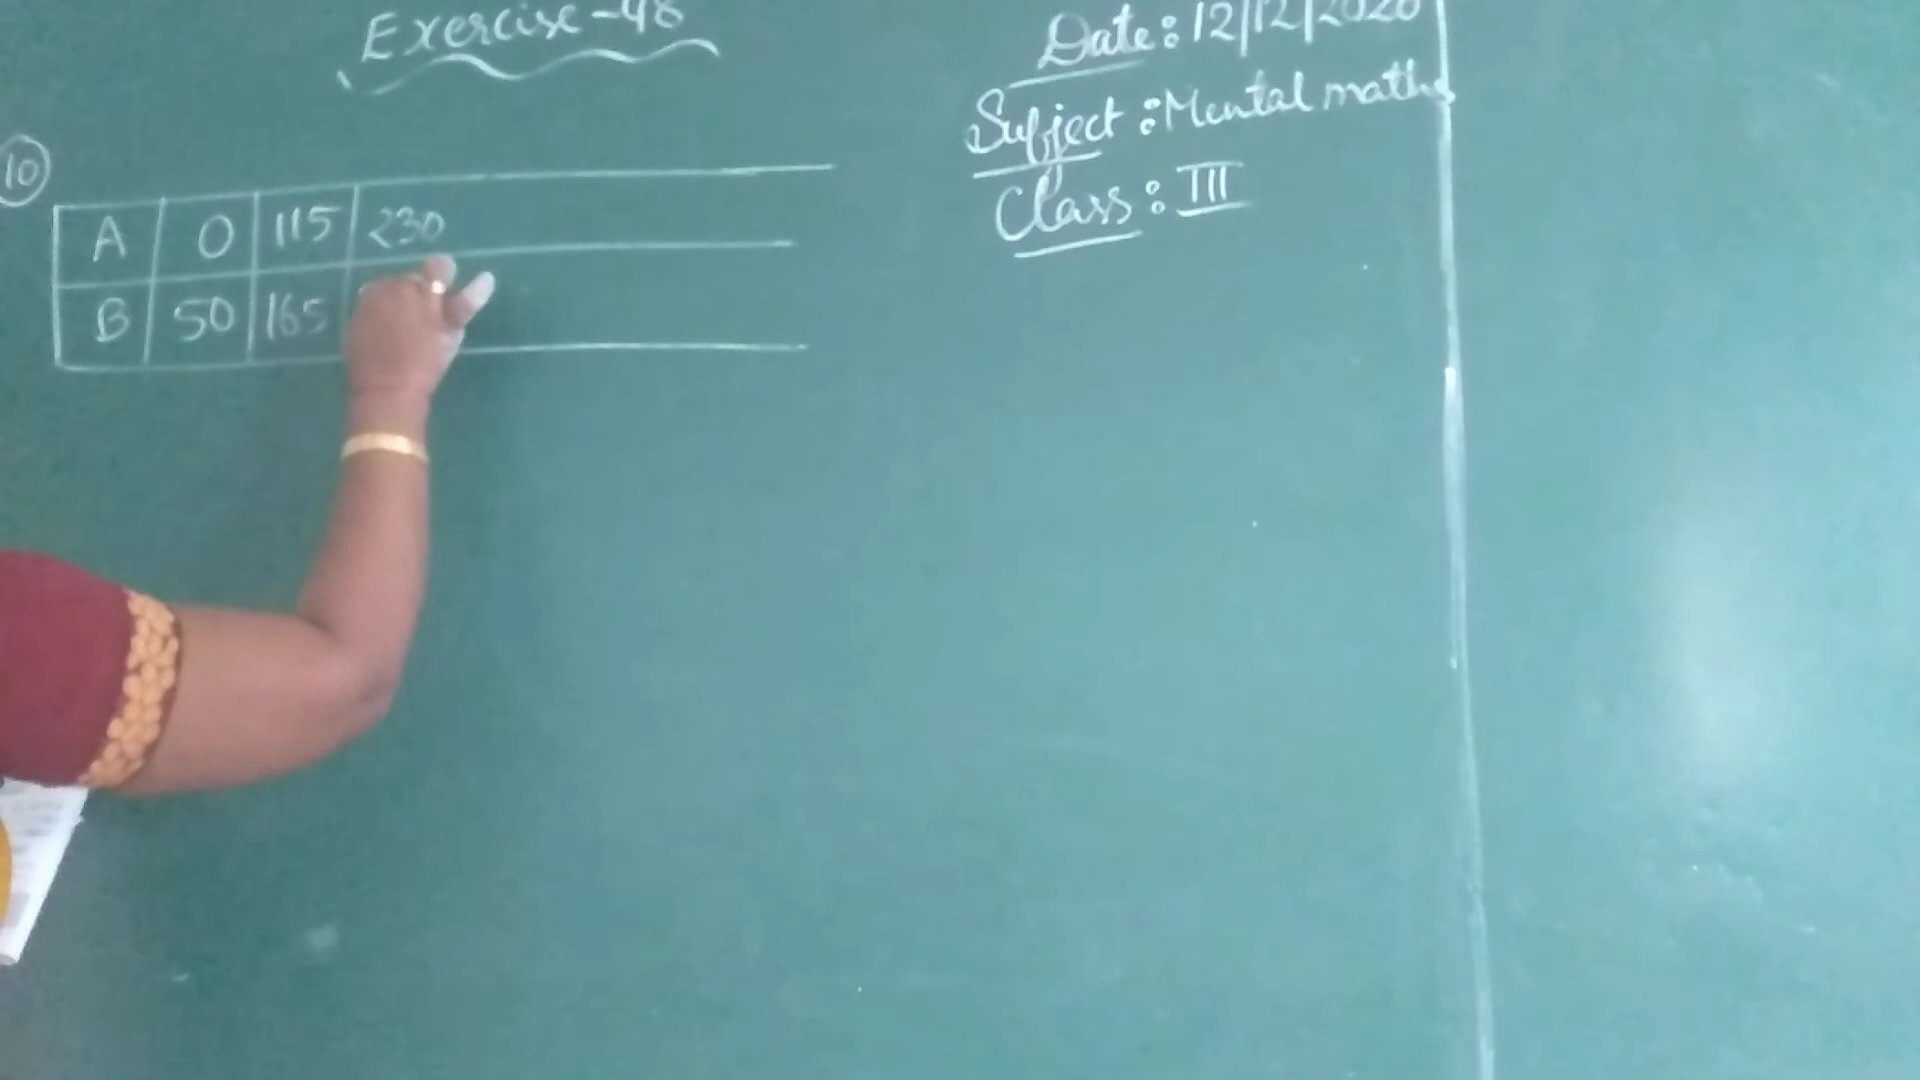 Exercise-48
Date: 12/12/2020
Subject: Mental maths
Class: III
10
A 0 115 230
B 50 165